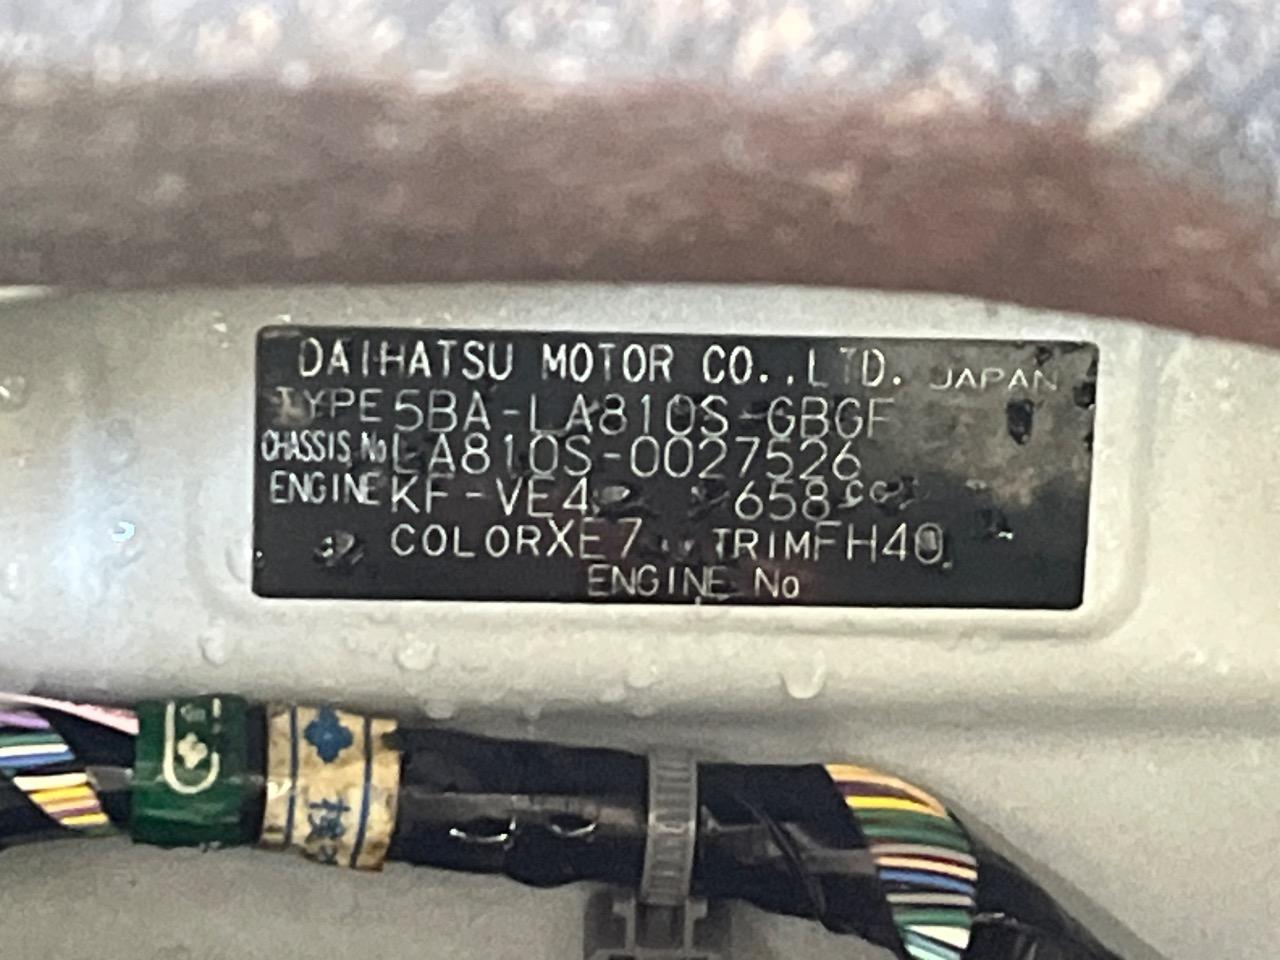 DAIHATSU MOTOR CO.,LTD. JAPAN
TYPE 5BA-LA810S-GBGF
CHASSIS No LA810S-0027526
ENGINE KF-VE4 658cc
COLOR XE7 TRIM FH40
ENGINE No